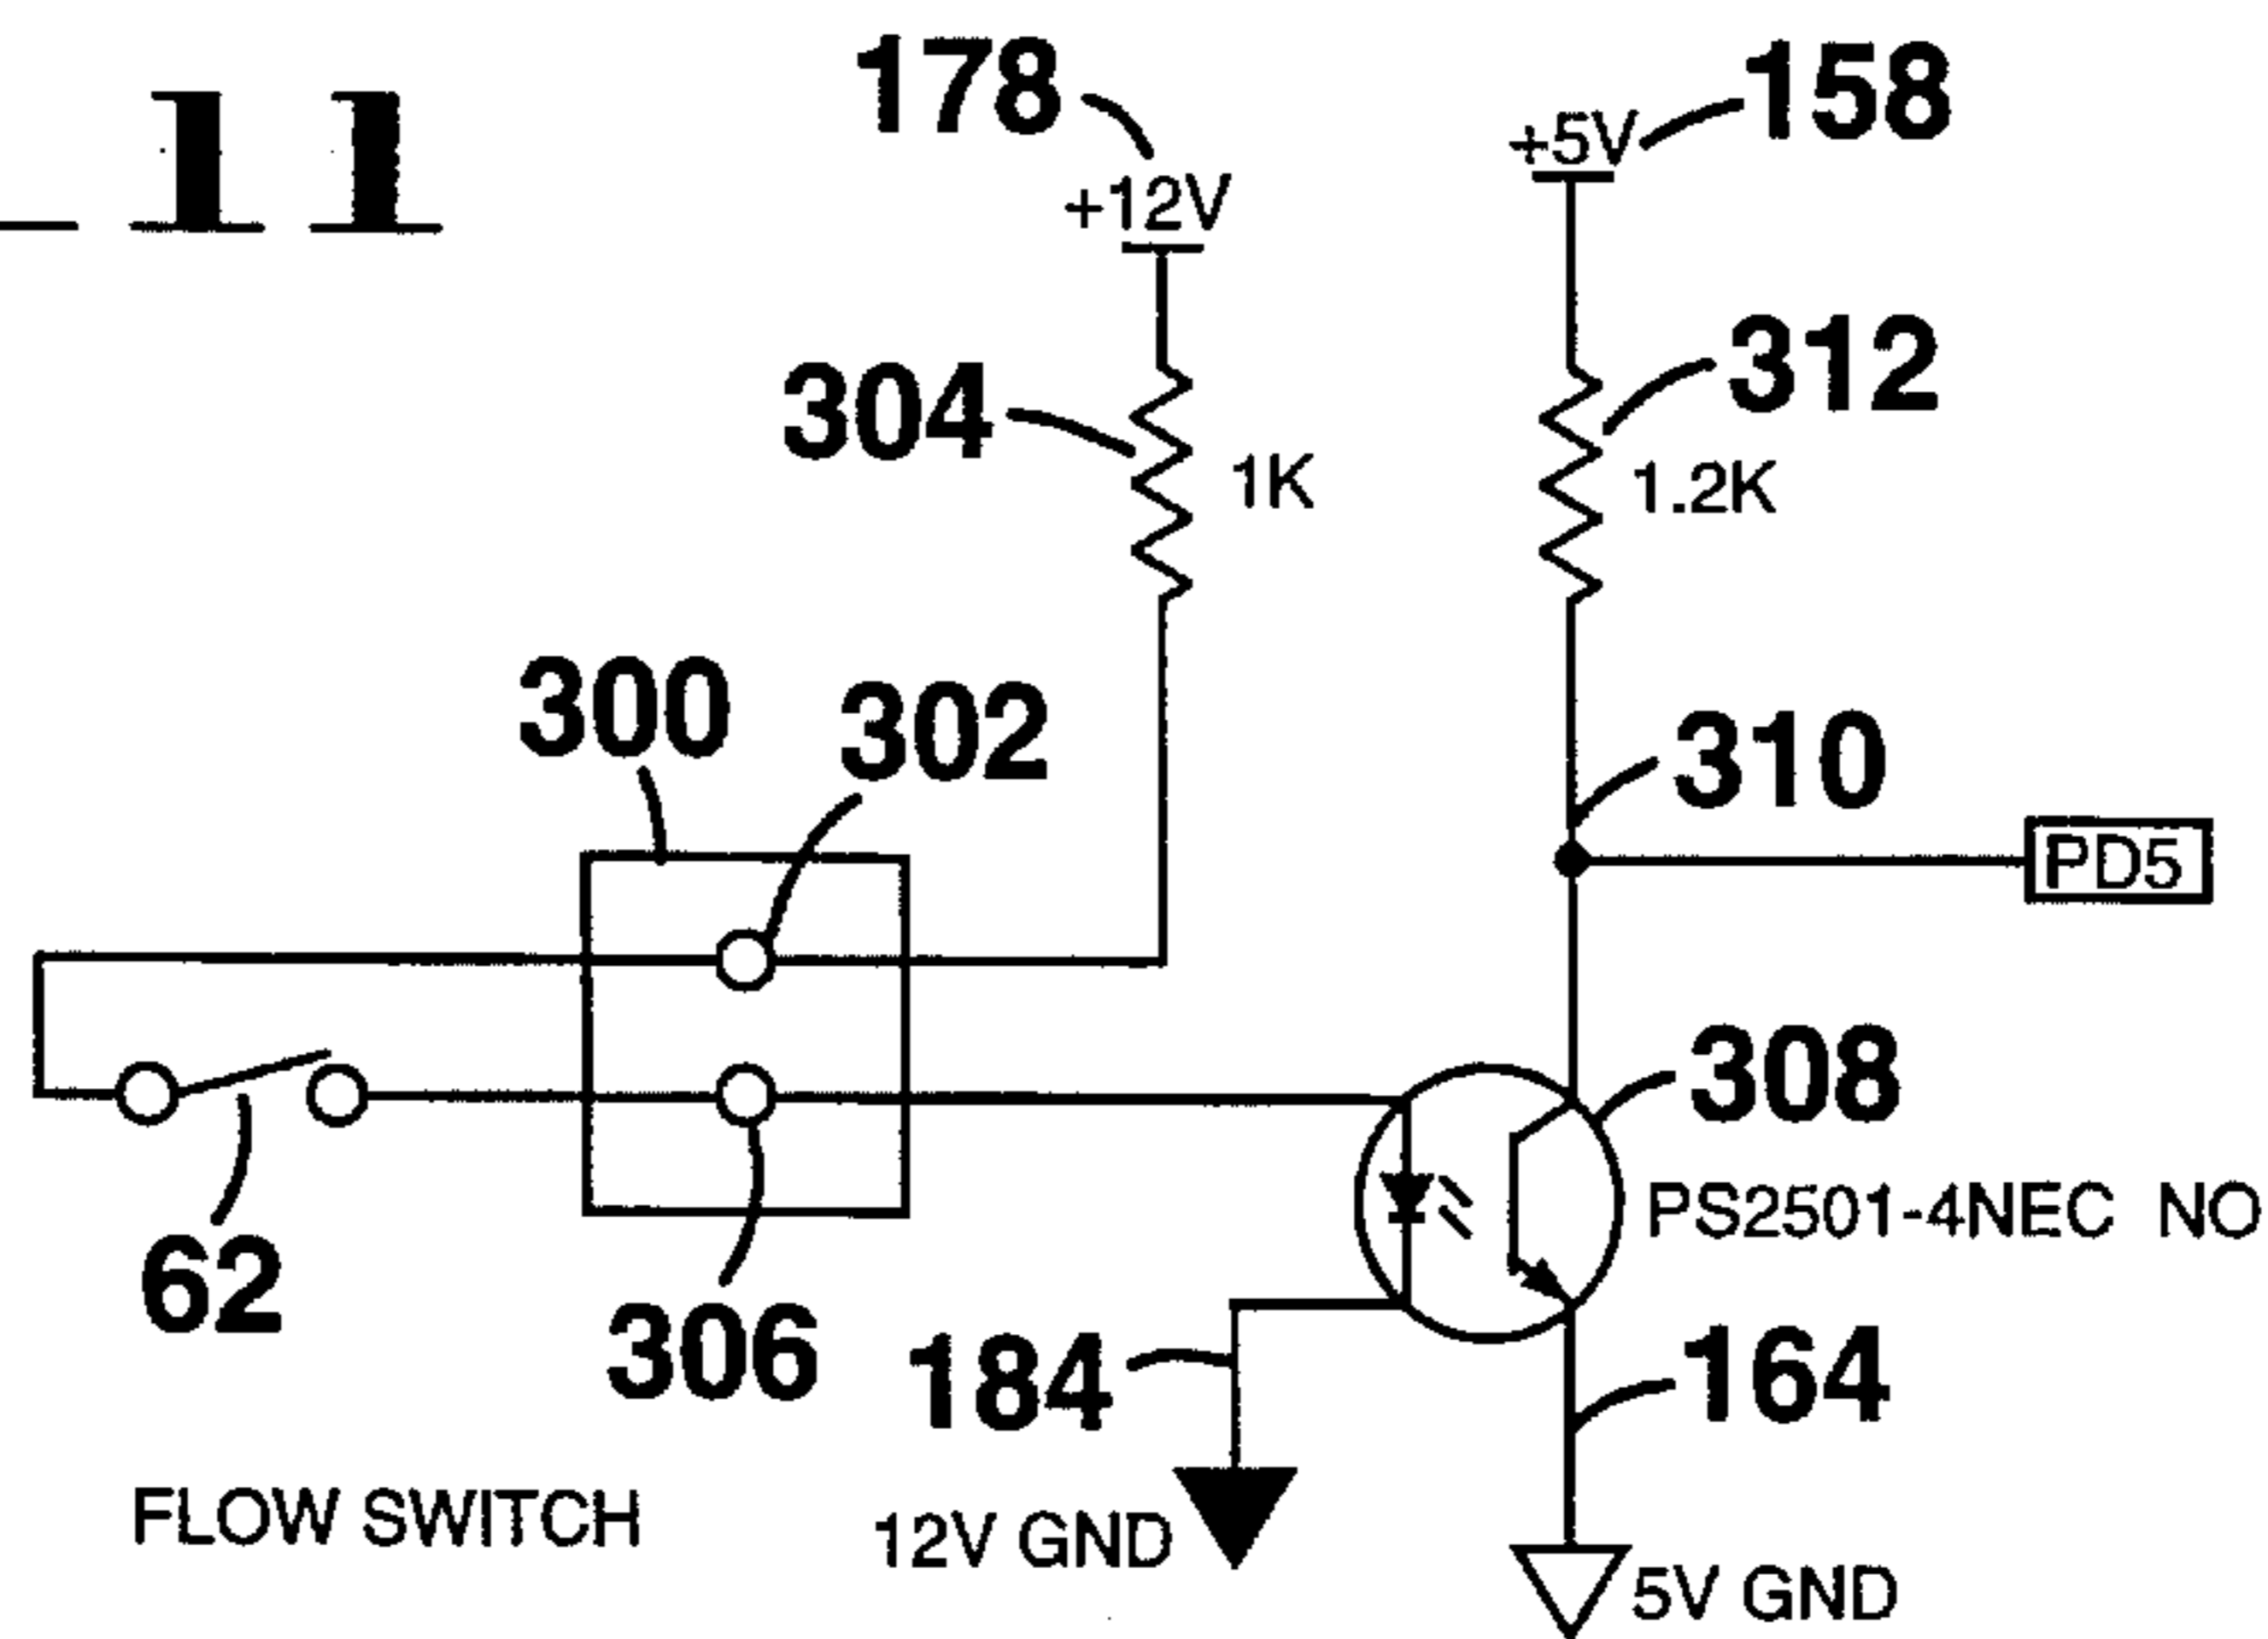 11
178
158
+5V
+12V
304
312
1K
1.2K
300
302
310
PD5
308
PS2501-4NEC NO
62
306
184
164
FLOW SWITCH
12V GND
5V GND